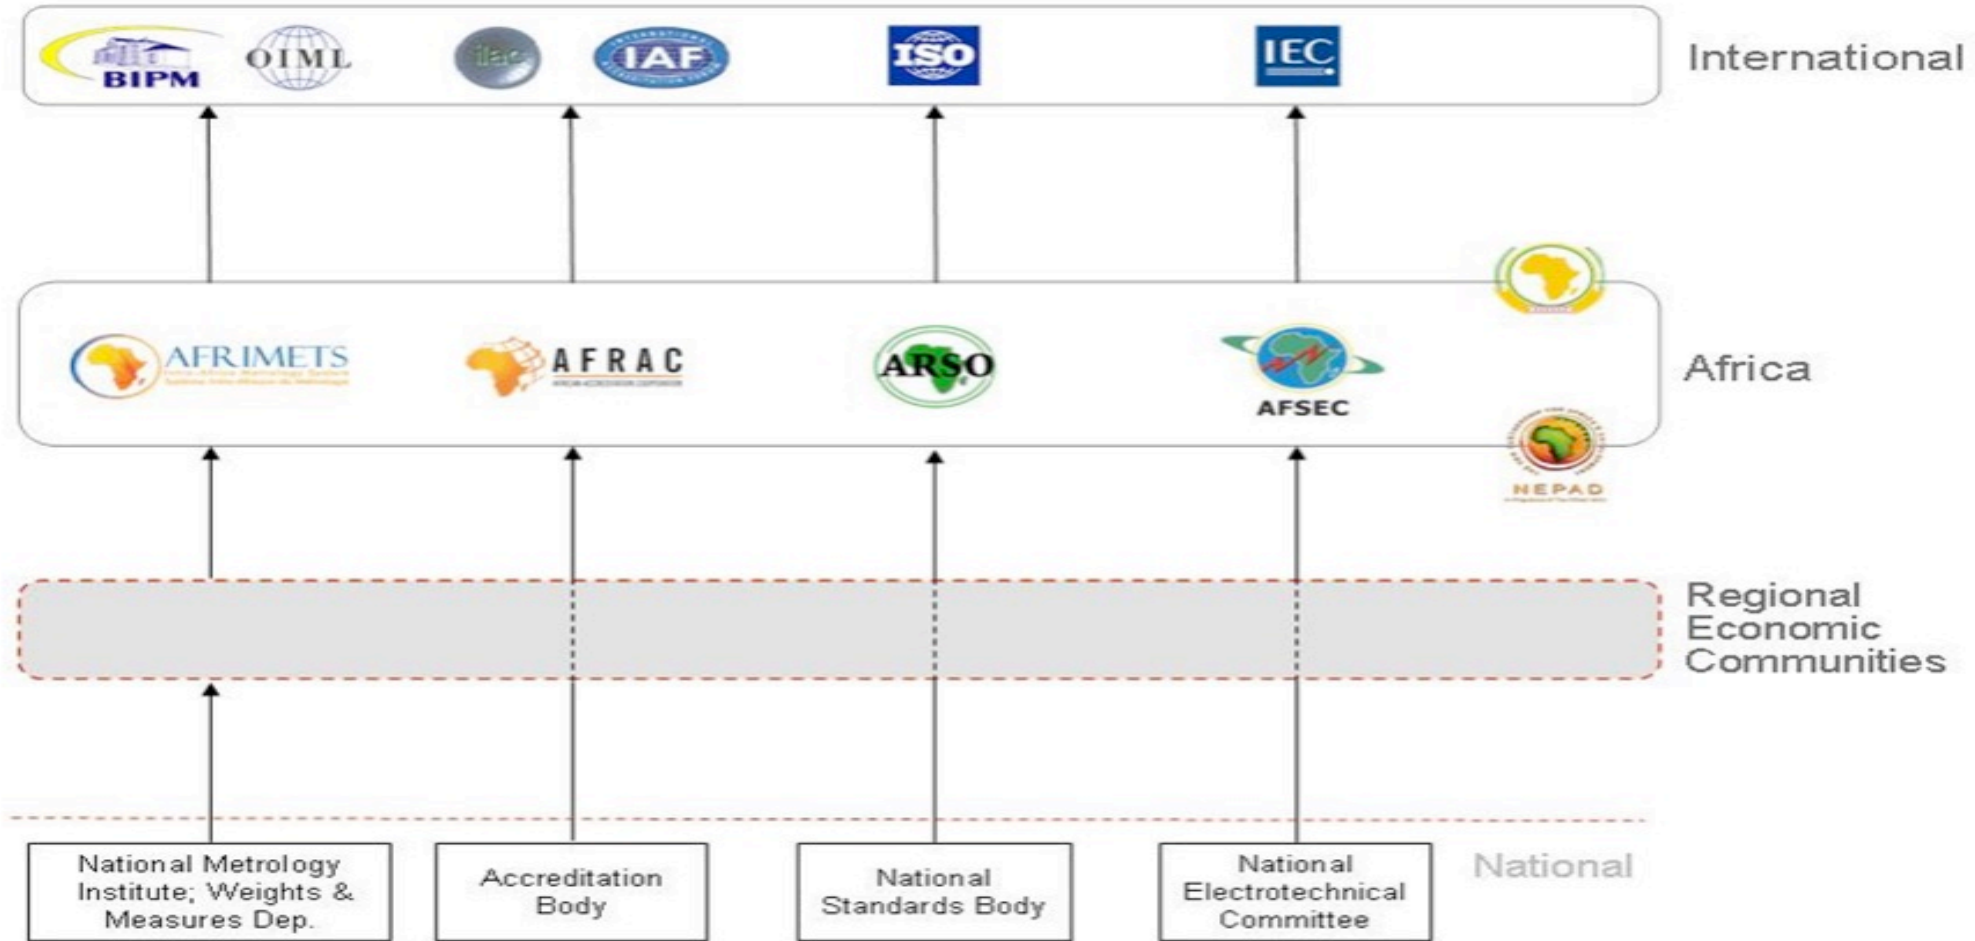 BIPM
OIML
ilac
IAF
ISO
IEC
International
AFRIMETS
AFRAC
ARSO
AFSEC
Africa
NEPAD
Regional
Economic
Communities
National Metrology
Institute; Weights &
Measures Dep.
Accreditation
Body
National
Standards Body
National
Electrotechnical
Committee
National